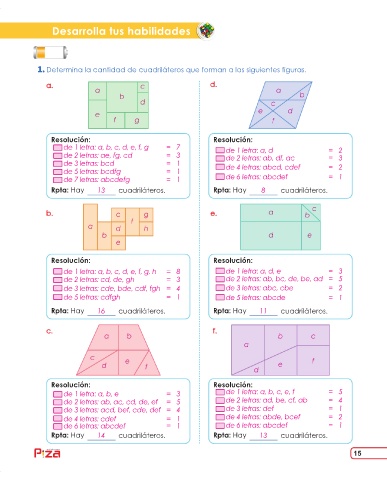 Desarrolla tus habilidades
1. Determina la cantidad de cuadriláteros que forman a las siguientes figuras.
a.
a
b
c
d
e
f
g
Resolución:
de 1 letra: a, b, c, d, e, f, g = 7
de 2 letras: ae, fg, cd = 3
de 3 letras: bcd = 1
de 5 letras: bcdfg = 1
de 7 letras: abcdefg = 1
Rpta: Hay 13 cuadriláteros.
d.
a
b
c
d
e
f
Resolución:
de 1 letra: a, d = 2
de 2 letras: ab, df, ac = 3
de 4 letras: abcd, cdef = 2
de 6 letras: abcdef = 1
Rpta: Hay 8 cuadriláteros.
b.
c
g
f
a
d
h
b
e
Resolución:
de 1 letra: a, b, c, d, e, f, g, h = 8
de 2 letras: cd, de, gh = 3
de 3 letras: cde, bde, cdf, fgh = 4
de 5 letras: cdfgh = 1
Rpta: Hay 16 cuadriláteros.
e.
a
c
b
d
e
Resolución:
de 1 letra: a, d, e = 3
de 2 letras: ab, bc, de, be, ad = 5
de 3 letras: abc, cbe = 2
de 5 letras: abcde = 1
Rpta: Hay 11 cuadriláteros.
c.
a
b
c
d
e
f
Resolución:
de 1 letra: a, b, e = 3
de 2 letras: ab, ac, cd, de, ef = 5
de 3 letras: acd, bef, cde, def = 4
de 4 letras: cdef = 1
de 6 letras: abcdef = 1
Rpta: Hay 14 cuadriláteros.
f.
a
b
c
d
e
f
Resolución:
de 1 letra: a, b, c, e, f = 5
de 2 letras: ad, be, cf, ab = 4
de 3 letras: def = 1
de 4 letras: abde, bcef = 2
de 6 letras: abcdef = 1
Rpta: Hay 13 cuadriláteros.
PIZA
15